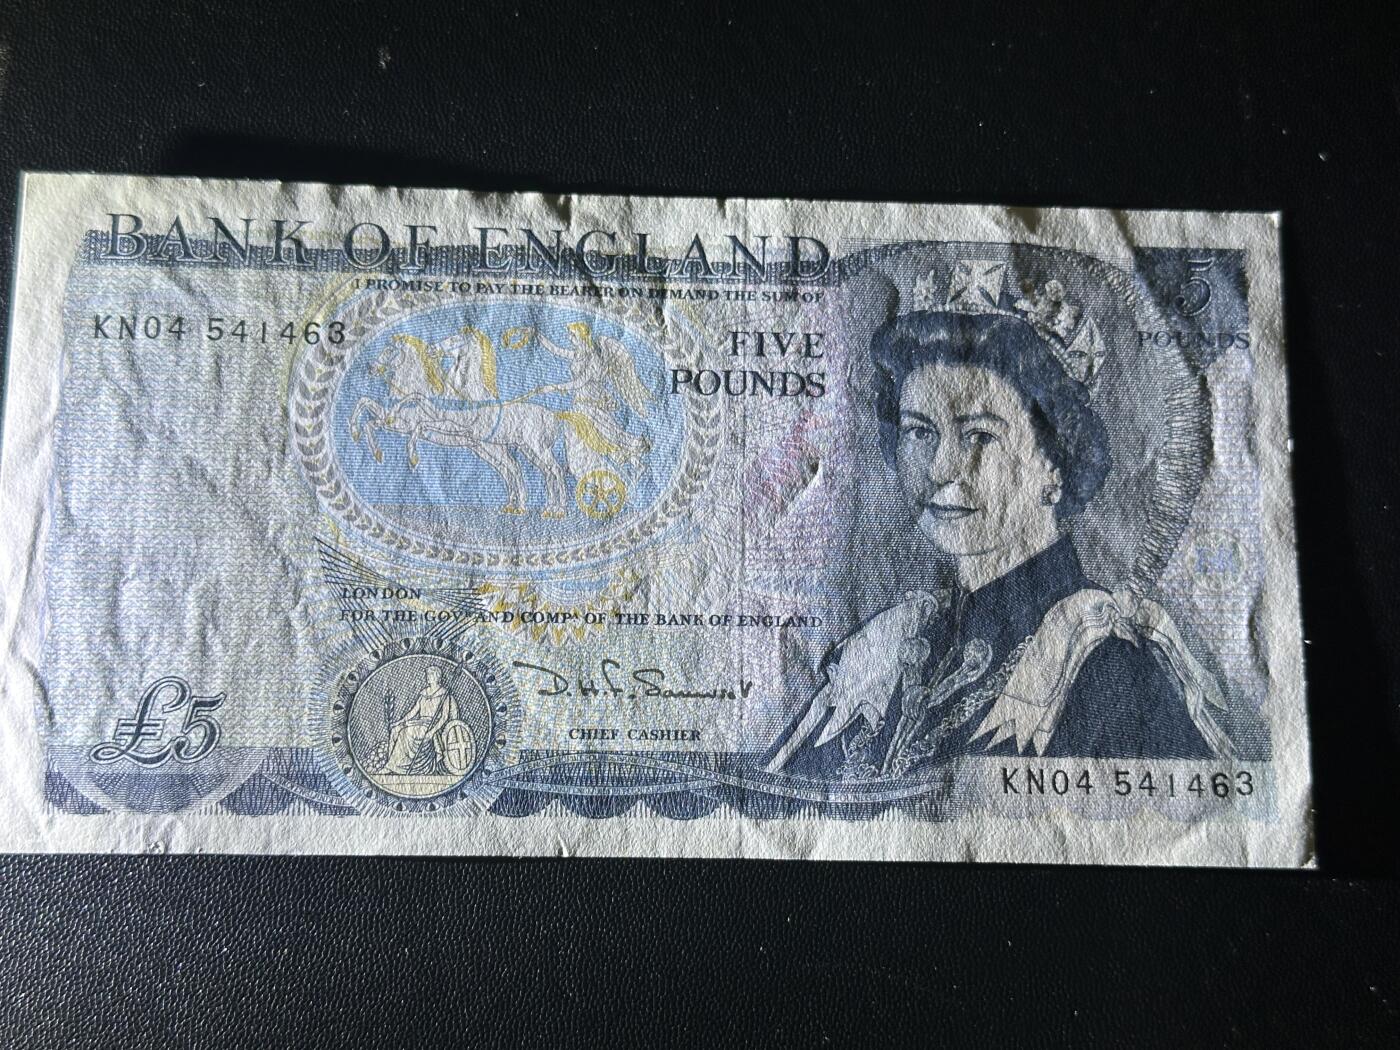 BANK OF ENGLAND
I PROMISE TO PAY THE BEARER ON DEMAND THE SUM OF
KN04 541463
FIVE
POUNDS
5
POUNDS
LONDON
FOR THE GOVR AND COMPA OF THE BANK OF ENGLAND
D.H.F. Somerset
CHIEF CASHIER
£5
KN04 541463